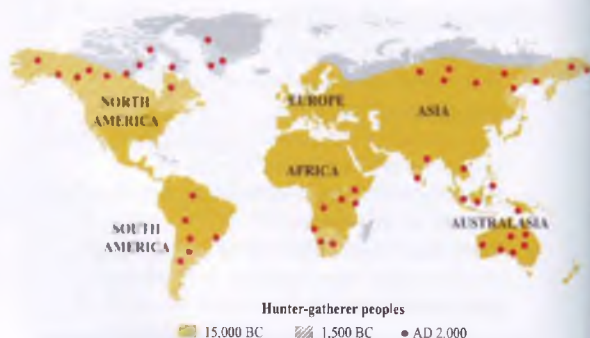 NORTH
AMERICA
EUROPE
ASIA
AFRICA
SOUTH
AMERICA
AUSTRALASIA
Hunter-gatherer peoples
15,000 BC 1,500 BC • AD 2,000